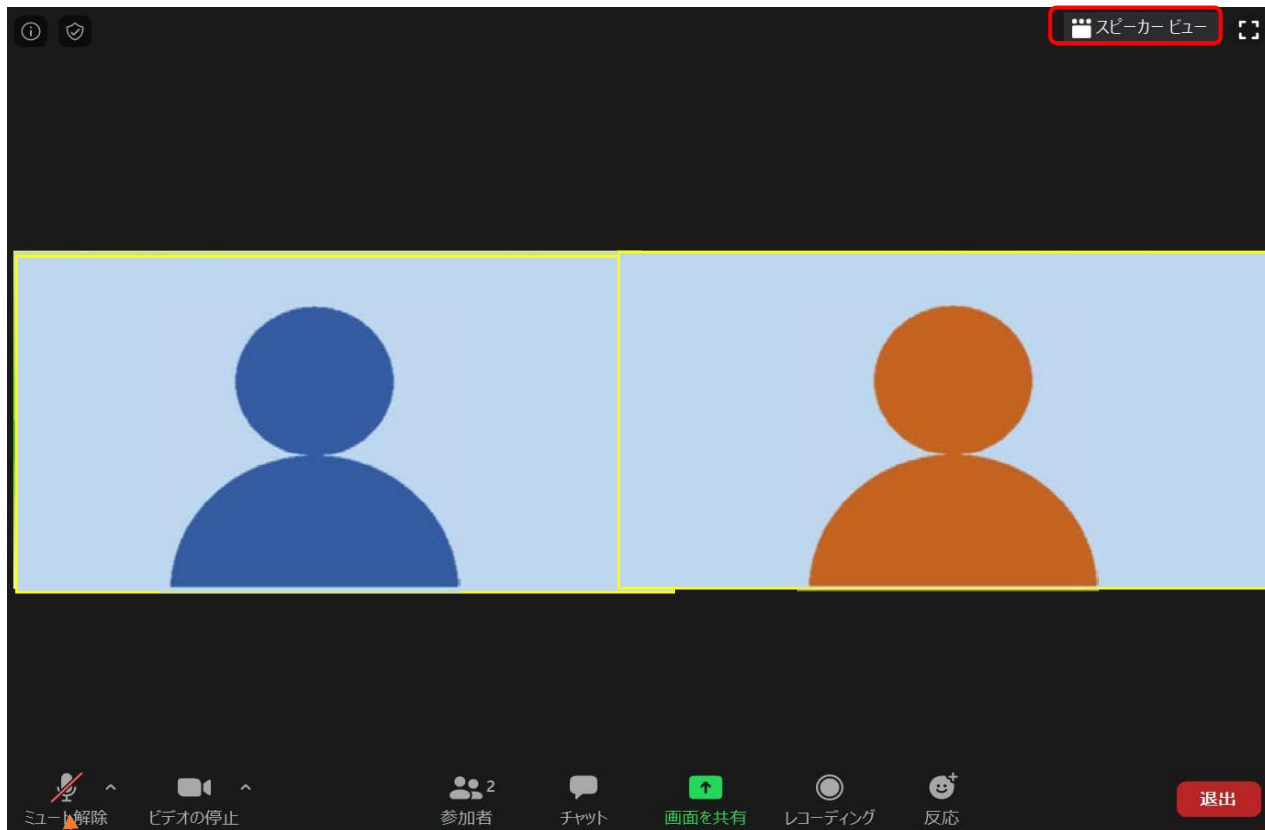 スピーカー ビュー
2
ミュート解除
ビデオの停止
参加者
チャット
画面を共有
レコーディング
反応
退出